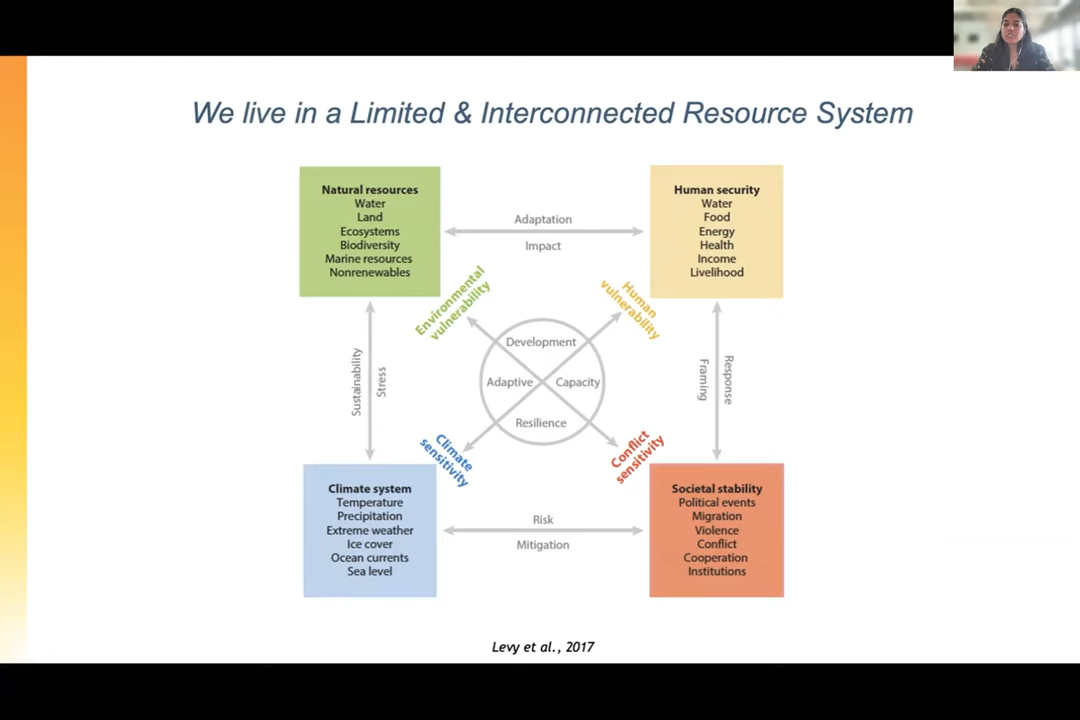 We live in a Limited & Interconnected Resource System
Natural resources
Water
Land
Ecosystems
Biodiversity
Marine resources
Nonrenewables
Adaptation
Impact
Human security
Water
Food
Energy
Health
Income
Livelihood
Environmental
vulnerability
Human
vulnerability
Sustainability
Stress
Development
Adaptive
Capacity
Resilience
Framing
Response
Climate
sensitivity
Conflict
sensitivity
Climate system
Temperature
Precipitation
Extreme weather
Ice cover
Ocean currents
Sea level
Risk
Mitigation
Societal stability
Political events
Migration
Violence
Conflict
Cooperation
Institutions
Levy et al., 2017